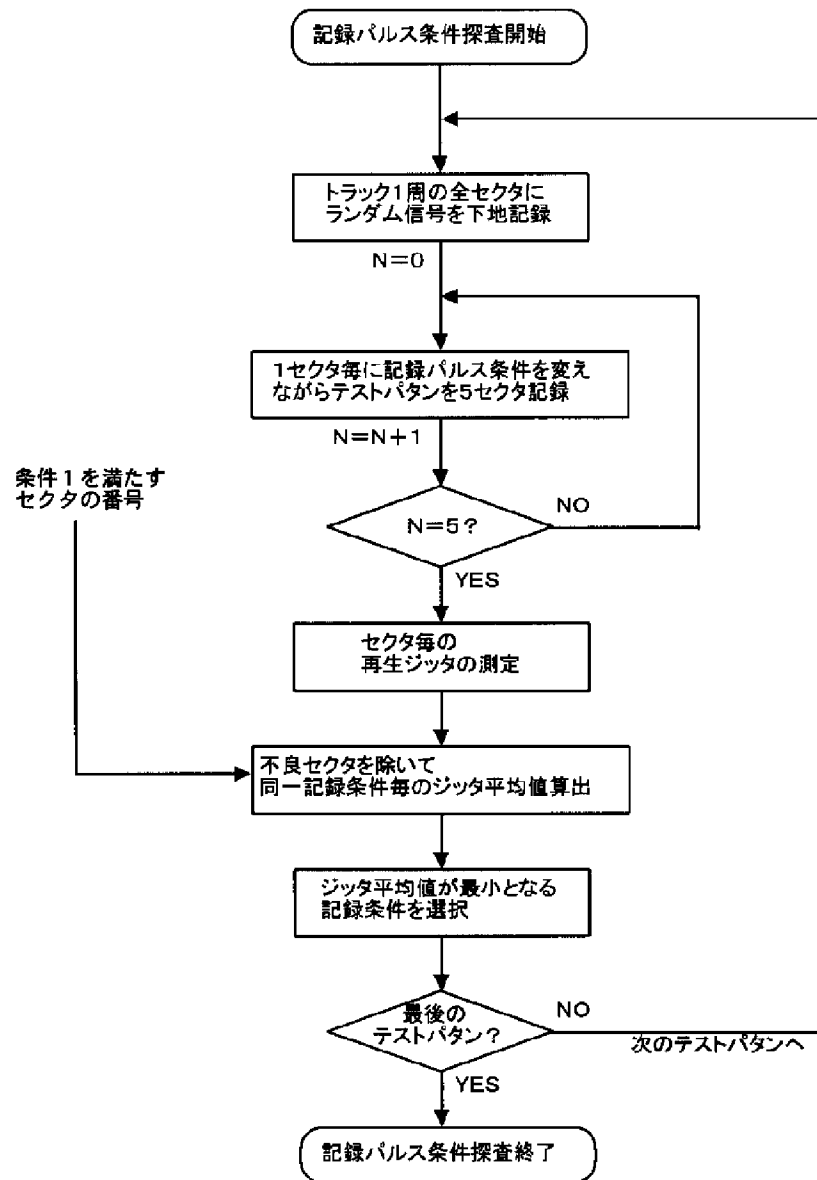 記録パルス条件探査開始
トラック1周の全セクタに
ランダム信号を下地記録
N=0
1セクタ毎に記録パルス条件を変え
ながらテストパタンを5セクタ記録
N=N+1
条件1を満たす
セクタの番号
N=5?
NO
YES
セクタ毎の
再生ジッタの測定
不良セクタを除いて
同一記録条件毎のジッタ平均値算出
ジッタ平均値が最小となる
記録条件を選択
最後の
テストパタン?
NO
次のテストパタンへ
YES
記録パルス条件探査終了